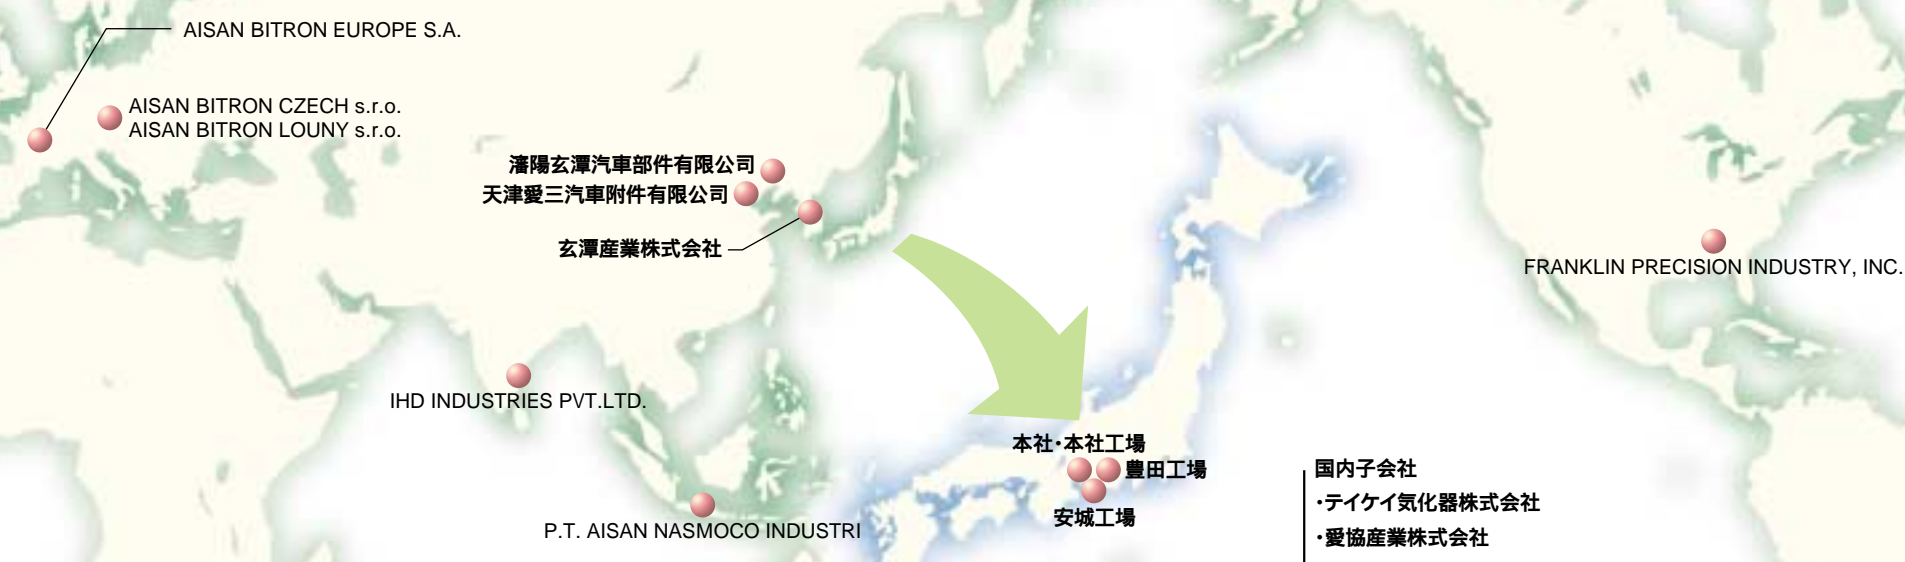 AISAN BITRON EUROPE S.A.
AISAN BITRON CZECH s.r.o.
AISAN BITRON LOUNY s.r.o.
瀋陽玄潭汽車部件有限公司
天津愛三汽車附件有限公司
玄潭産業株式会社
FRANKLIN PRECISION INDUSTRY, INC.
IHD INDUSTRIES PVT.LTD.
P.T. AISAN NASMOCO INDUSTRI
本社・本社工場
豊田工場
安城工場
国内子会社
・テイケイ気化器株式会社
・愛協産業株式会社